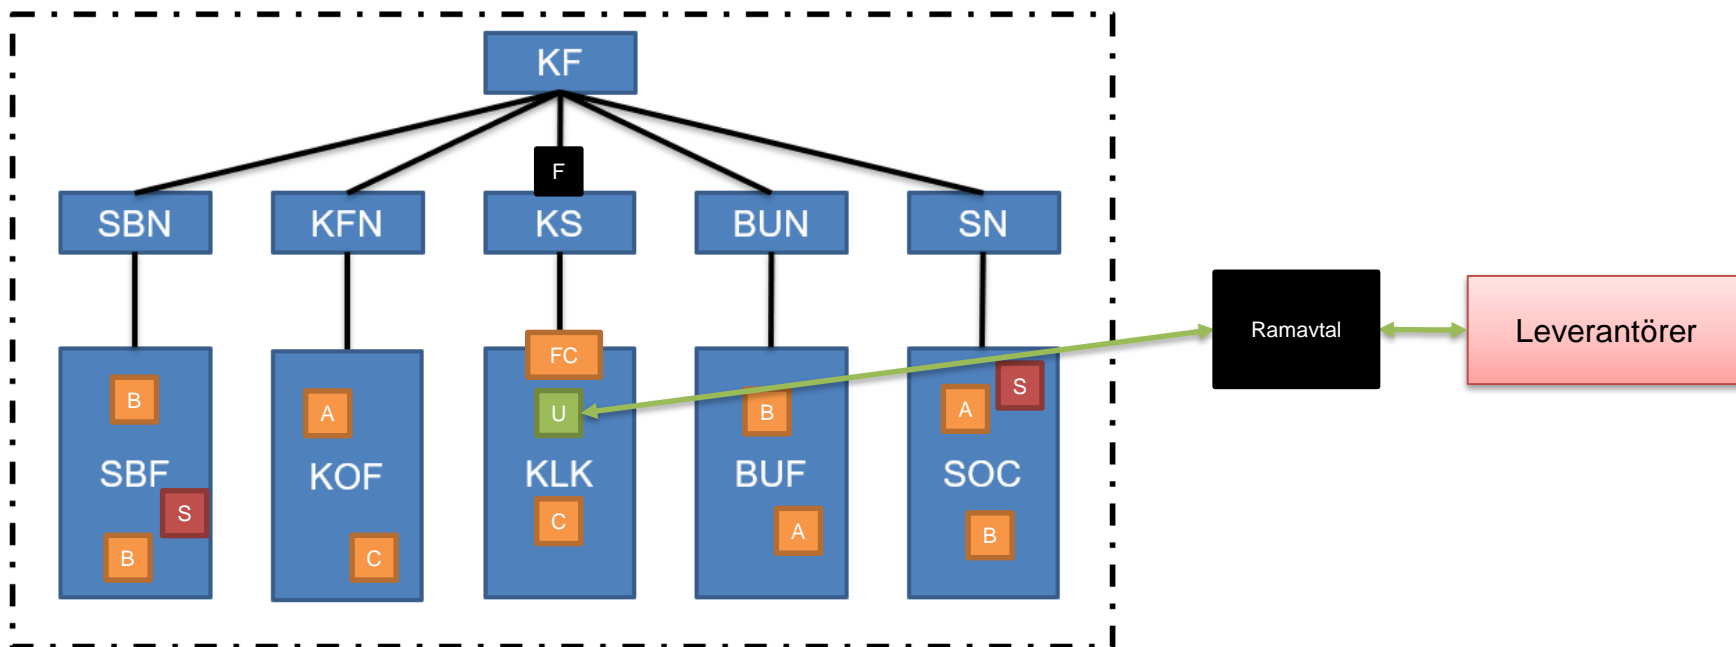 KF
F
SBN
KFN
KS
BUN
SN
Ramavtal
Leverantörer
B
SBF
S
B
A
KOF
C
FC
U
KLK
C
B
BUF
A
S
A
SOC
B